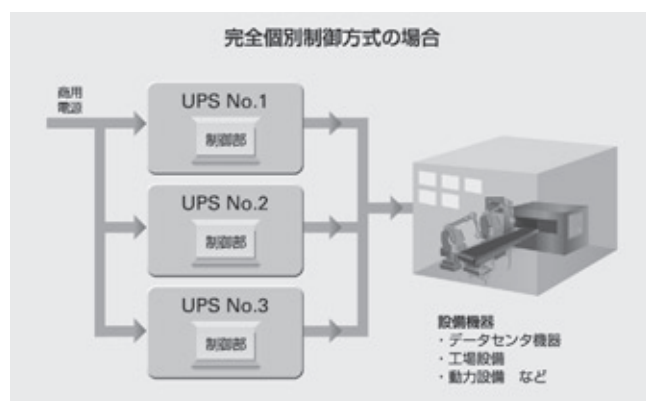 完全個別制御方式の場合
商用
電源
UPS No.1
制御部
UPS No.2
制御部
UPS No.3
制御部
設備機器
・データセンタ機器
・工場設備
・動力設備 など